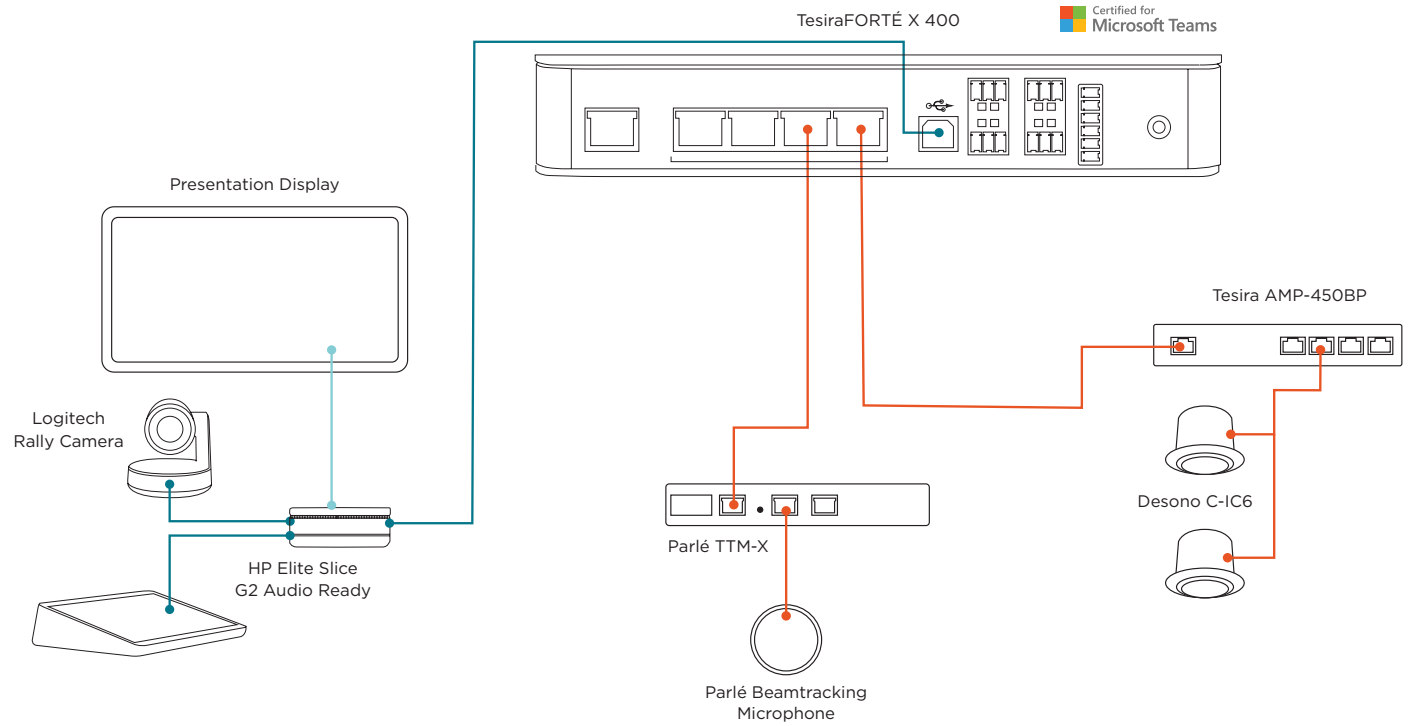 TesiraFORTÉ X 400
Certified for
Microsoft Teams
Presentation Display
Tesira AMP-450BP
Logitech
Rally Camera
Desono C-IC6
Parlé TTM-X
HP Elite Slice
G2 Audio Ready
Parlé Beamtracking
Microphone